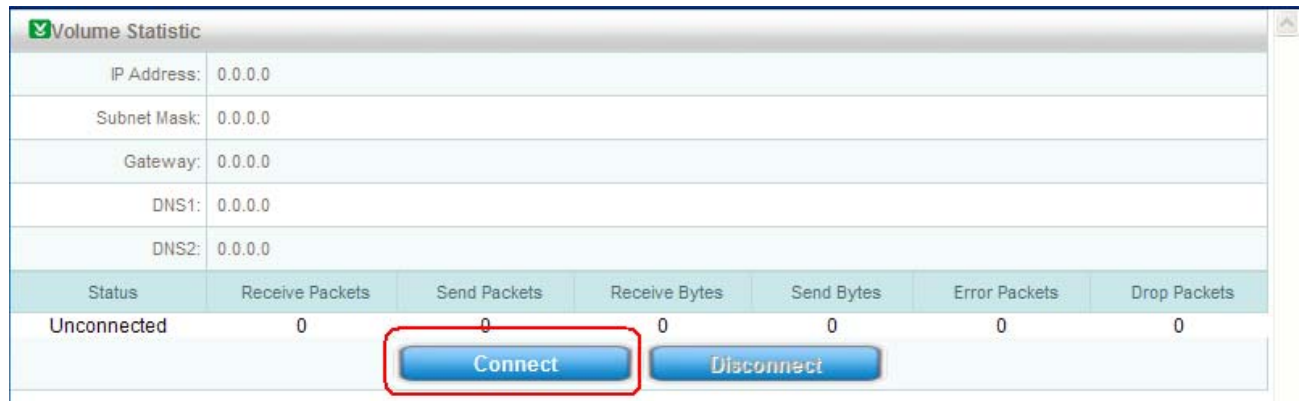 Volume Statistic
IP Address: 0.0.0.0
Subnet Mask: 0.0.0.0
Gateway: 0.0.0.0
DNS1: 0.0.0.0
DNS2: 0.0.0.0
Status Receive Packets Send Packets Receive Bytes Send Bytes Error Packets Drop Packets
Unconnected 0 0 0 0 0 0
Connect Disconnect